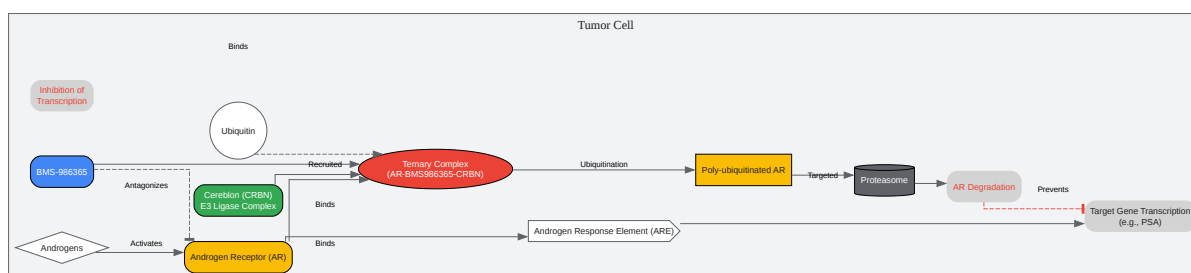 Tumor Cell
Binds
Inhibition of
Transcription
Ubiquitin
BMS-986365
Recruited
Ternary Complex
(AR-BMS986365-CRBN)
Ubiquitination
Poly-ubiquitinated AR
Targeted
Proteasome
AR Degradation
Prevents
Antagonizes
Cereblon (CRBN)
E3 Ligase Complex
Binds
Target Gene Transcription
(e.g., PSA)
Androgens
Activates
Androgen Receptor (AR)
Binds
Androgen Response Element (ARE)